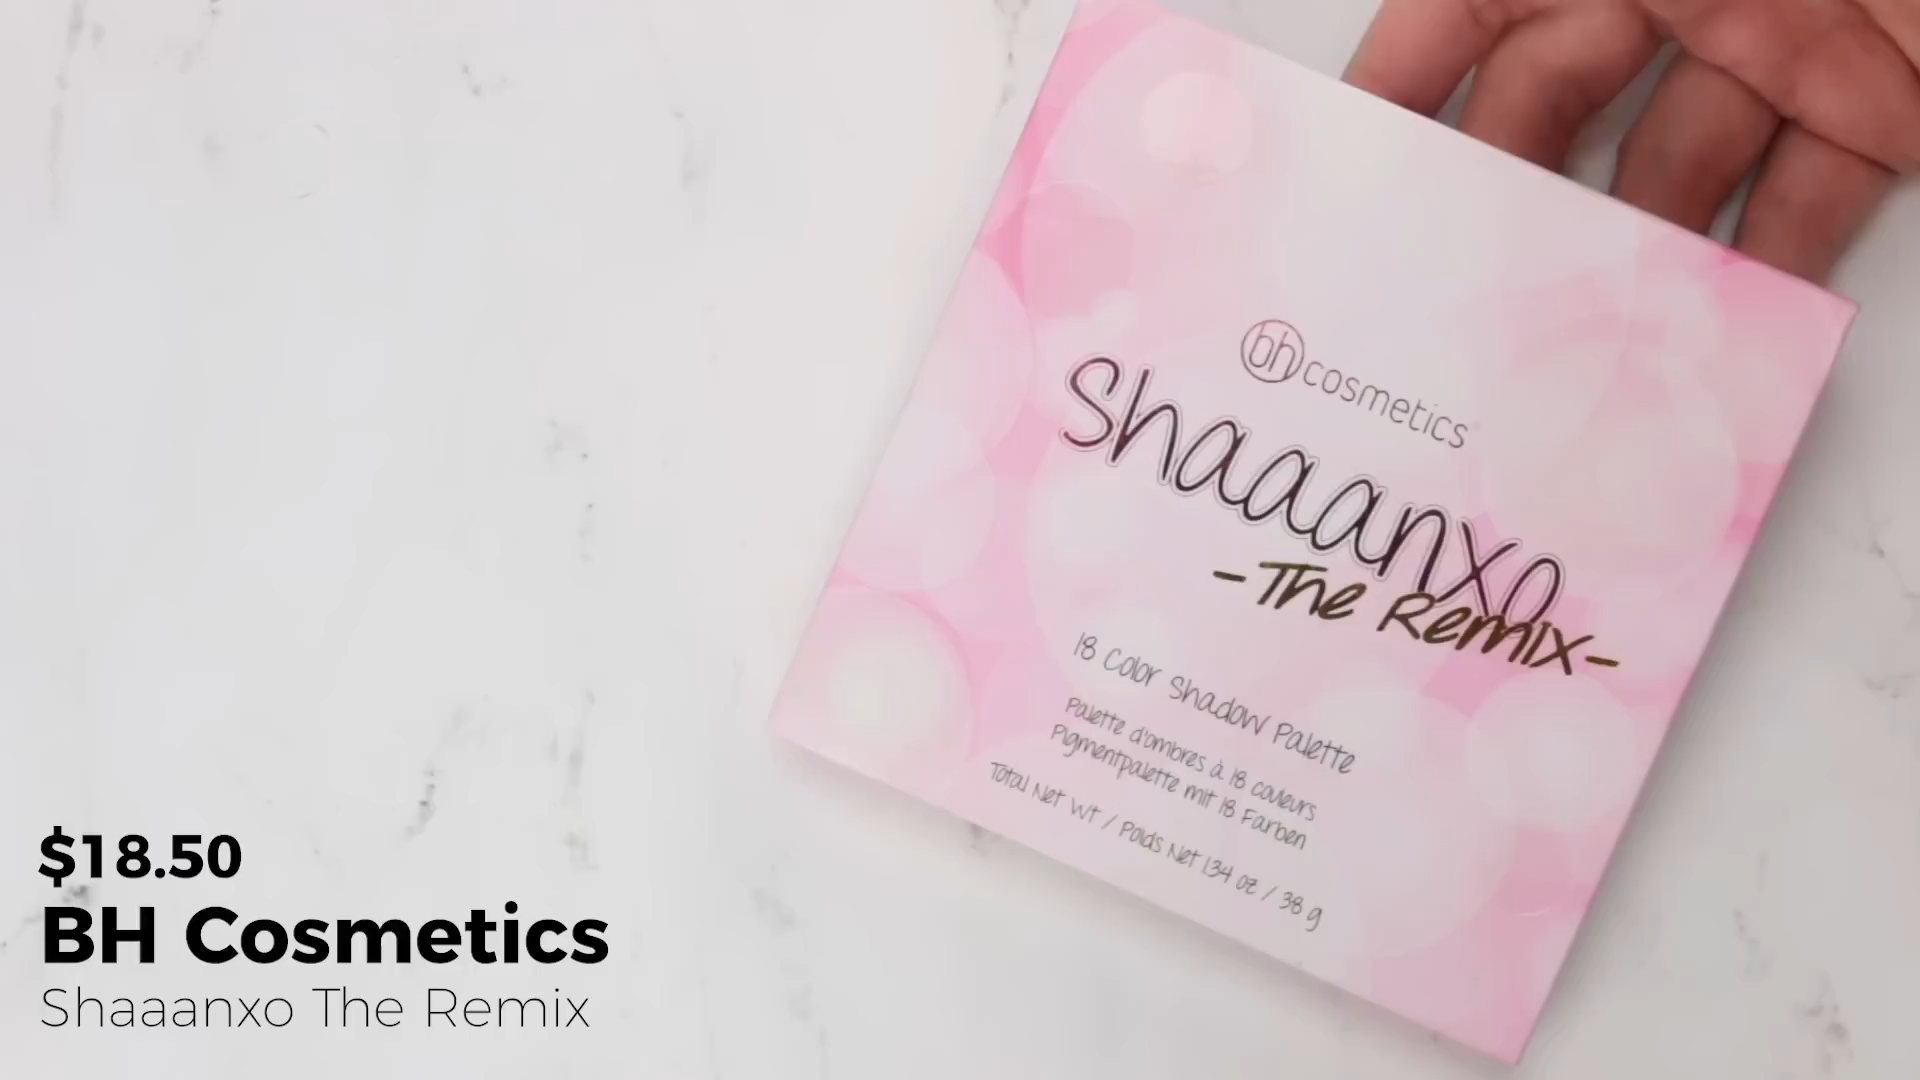 bh cosmetics
shaaanxo
-The Remix-
18 Color Shadow Palette
Palette d'ombres à 18 couleurs
Pigmentpalette mit 18 Farben
Total Net Wt / Poids Net 1.34 oz / 38 g
$18.50
BH Cosmetics
Shaaanxo The Remix